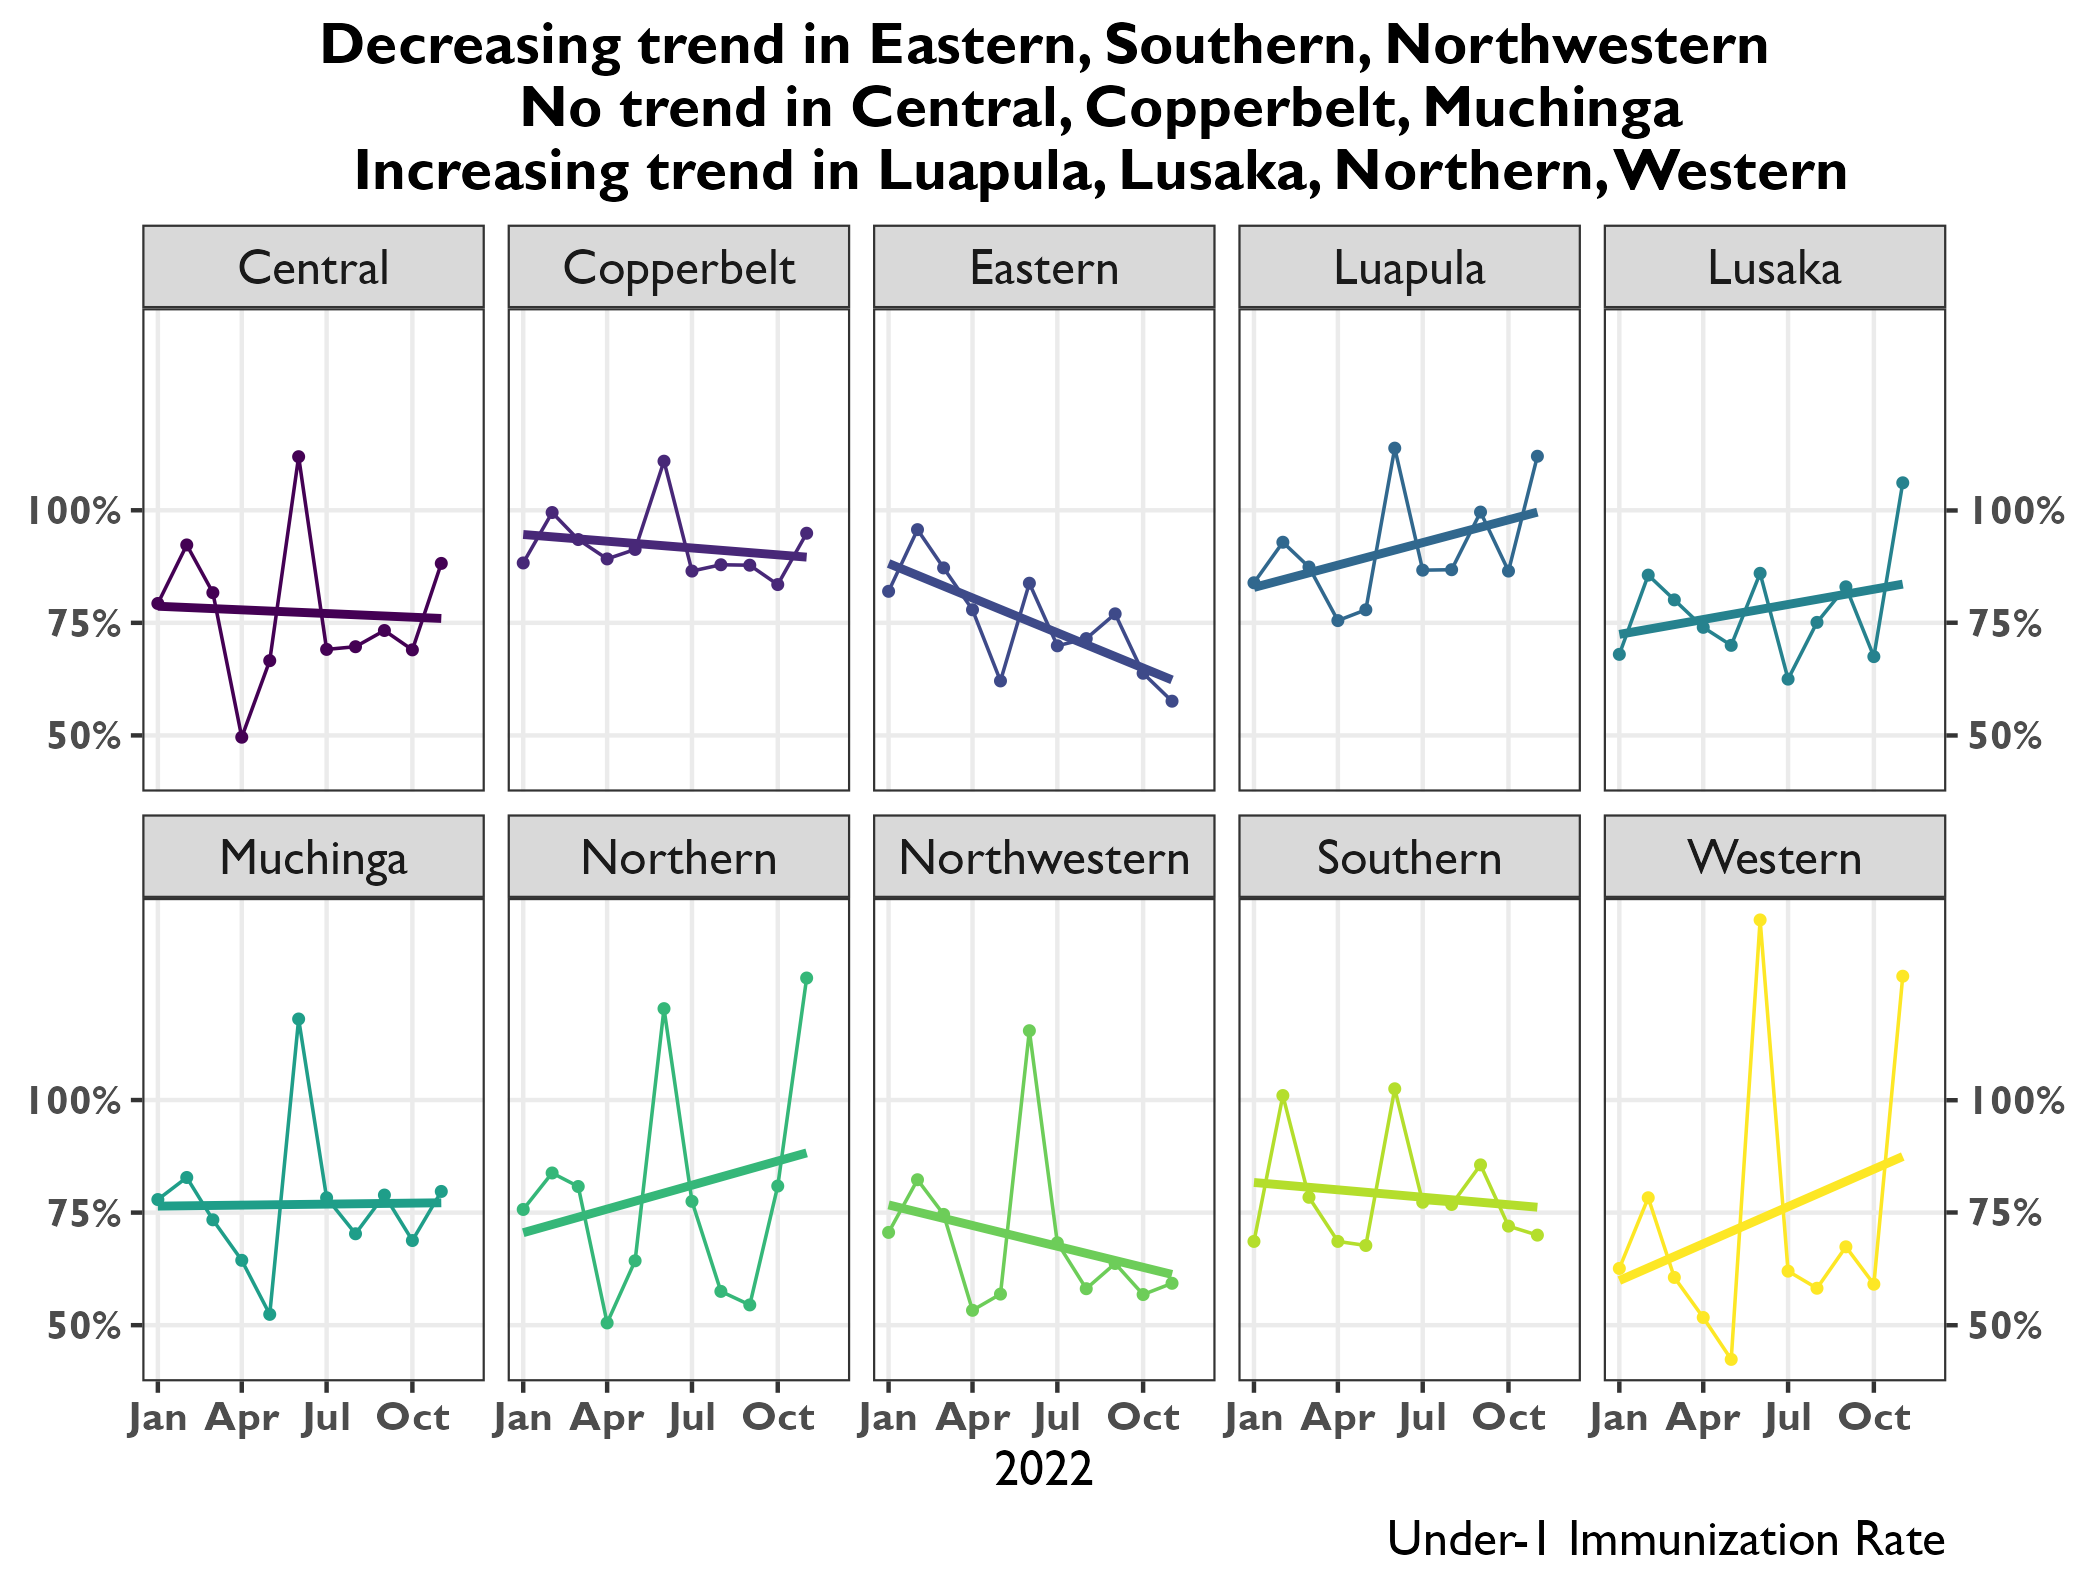 Decreasing trend in Eastern, Southern, Northwestern
No trend in Central, Copperbelt, Muchinga
Increasing trend in Luapula, Lusaka, Northern, Western
Central Copperbelt Eastern Luapula Lusaka
100% 100%
75% 75%
50% 50%
Muchinga Northern Northwestern Southern Western
100% 100%
75% 75%
50% 50%
Jan Apr Jul Oct Jan Apr Jul Oct Jan Apr Jul Oct Jan Apr Jul Oct Jan Apr Jul Oct
2022
Under-1 Immunization Rate